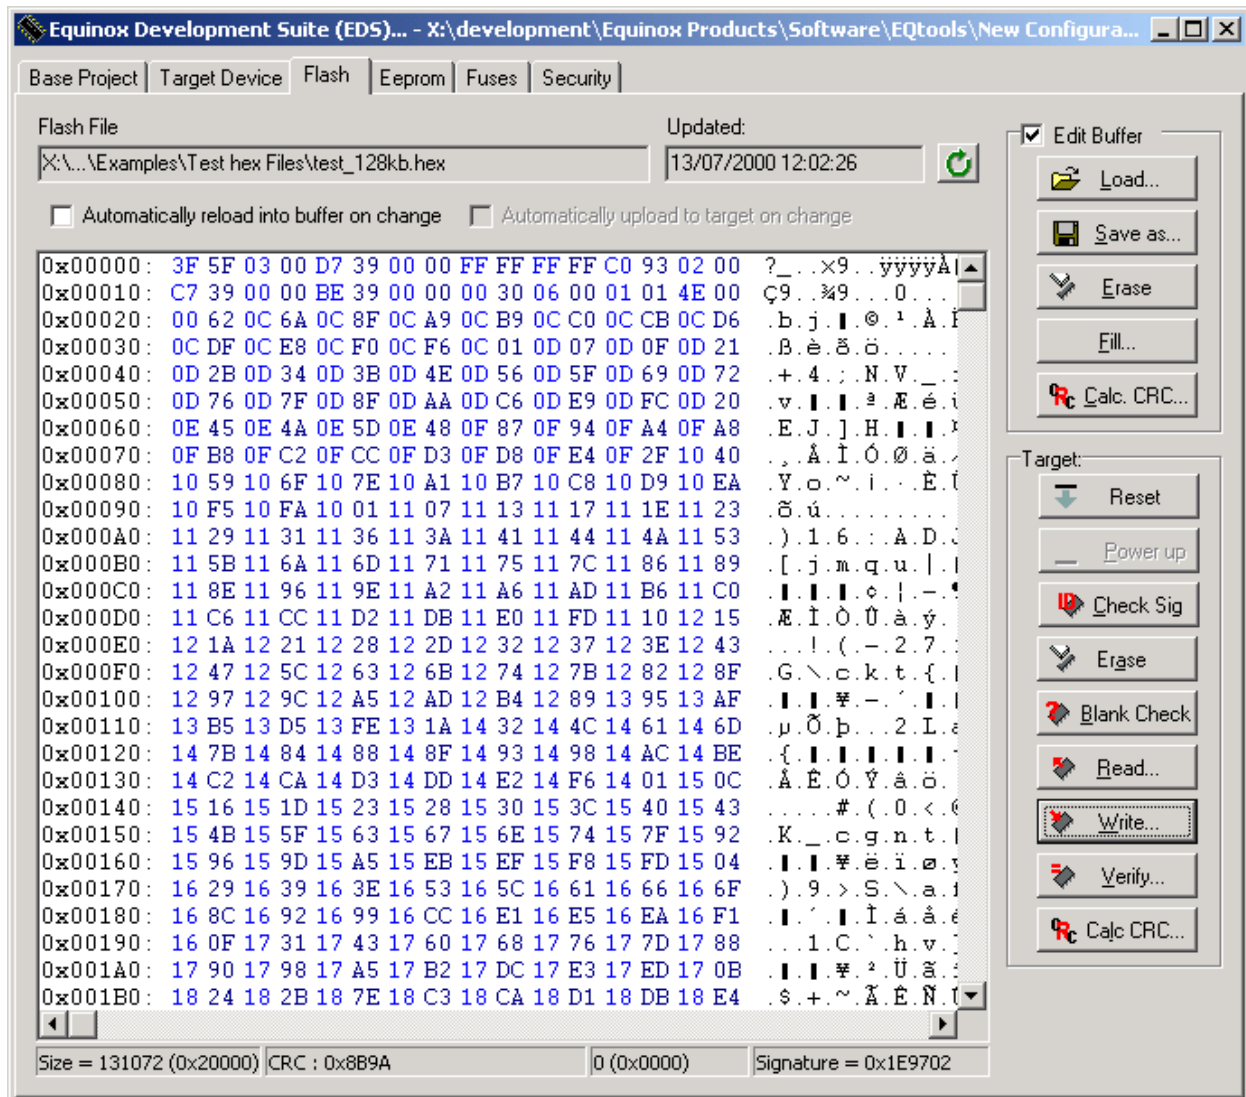 Equinox Development Suite (EDS)... - X:\development\Equinox Products\Software\EQtools\New Configura...
Base Project Target Device Flash Eeprom Fuses Security
Flash File Updated:
X:\...\Examples\Test hex Files\test_128kb.hex 13/07/2000 12:02:26
Automatically reload into buffer on change Automatically upload to target on change
Edit Buffer
Load...
Save as...
Erase
Fill...
Calc. CRC...
Target:
Reset
Power up
Check Sig
Erase
Blank Check
Read...
Write...
Verify...
Calc CRC...
0x00000: 3F 5F 03 00 D7 39 00 00 FF FF FF FF C0 93 02 00 ?_..×9..ÿÿÿÿÀ
0x00010: C7 39 00 00 BE 39 00 00 00 30 06 00 01 01 4E 00 Ç9..¾9...0...
0x00020: 00 62 0C 6A 0C 8F 0C A9 0C B9 0C C0 0C CB 0C D6 .b.j.▮.©.¹.À.
0x00030: 0C DF 0C E8 0C F0 0C F6 0C 01 0D 07 0D 0F 0D 21 .ß.è.ð.ö.....
0x00040: 0D 2B 0D 34 0D 3B 0D 4E 0D 56 0D 5F 0D 69 0D 72 .+.4.;.N.V._.
0x00050: 0D 76 0D 7F 0D 8F 0D AA 0D C6 0D E9 0D FC 0D 20 .v.▮.▮.ª.Æ.é.
0x00060: 0E 45 0E 4A 0E 5D 0E 48 0F 87 0F 94 0F A4 0F A8 .E.J.].H.▮.▮.
0x00070: 0F B8 0F C2 0F CC 0F D3 0F D8 0F E4 0F 2F 10 40 .¸.Â.Ì.Ó.Ø.ä.
0x00080: 10 59 10 6F 10 7E 10 A1 10 B7 10 C8 10 D9 10 EA .Y.o.~.¡.·.È.
0x00090: 10 F5 10 FA 10 01 11 07 11 13 11 17 11 1E 11 23 .õ.ú.........
0x000A0: 11 29 11 31 11 36 11 3A 11 41 11 44 11 4A 11 53 .).1.6.:.A.D.
0x000B0: 11 5B 11 6A 11 6D 11 71 11 75 11 7C 11 86 11 89 .[.j.m.q.u.|.
0x000C0: 11 8E 11 96 11 9E 11 A2 11 A6 11 AD 11 B6 11 C0 .▮.▮.▮.¢.¦.-.
0x000D0: 11 C6 11 CC 11 D2 11 DB 11 E0 11 FD 11 10 12 15 .Æ.Ì.Ò.Û.à.ý.
0x000E0: 12 1A 12 21 12 28 12 2D 12 32 12 37 12 3E 12 43 ...!.(.-.2.7.
0x000F0: 12 47 12 5C 12 63 12 6B 12 74 12 7B 12 82 12 8F .G.\.c.k.t.{.
0x00100: 12 97 12 9C 12 A5 12 AD 12 B4 12 89 13 95 13 AF .▮.▮.¥.-.´.▮.
0x00110: 13 B5 13 D5 13 FE 13 1A 14 32 14 4C 14 61 14 6D .µ.Õ.þ...2.L.
0x00120: 14 7B 14 84 14 88 14 8F 14 93 14 98 14 AC 14 BE .{.▮.▮.▮.▮.▮.
0x00130: 14 C2 14 CA 14 D3 14 DD 14 E2 14 F6 14 01 15 0C .Â.Ê.Ó.Ý.â.ö.
0x00140: 15 16 15 1D 15 23 15 28 15 30 15 3C 15 40 15 43 .....#.(.0.<.
0x00150: 15 4B 15 5F 15 63 15 67 15 6E 15 74 15 7F 15 92 .K._.c.g.n.t.
0x00160: 15 96 15 9D 15 A5 15 EB 15 EF 15 F8 15 FD 15 04 .▮.▮.¥.ë.ï.ø.
0x00170: 16 29 16 39 16 3E 16 53 16 5C 16 61 16 66 16 6F .).9.>.S.\.a.
0x00180: 16 8C 16 92 16 99 16 CC 16 E1 16 E5 16 EA 16 F1 .▮.´.▮.Ì.á.å.
0x00190: 16 0F 17 31 17 43 17 60 17 68 17 76 17 7D 17 88 ...1.C.`.h.v.
0x001A0: 17 90 17 98 17 A5 17 B2 17 DC 17 E3 17 ED 17 0B .▮.▮.¥.².Ü.ã.
0x001B0: 18 24 18 2B 18 7E 18 C3 18 CA 18 D1 18 DB 18 E4 .$.+.~.Ã.Ê.Ñ.
Size = 131072 (0x20000) CRC : 0x8B9A 0 (0x0000) Signature = 0x1E9702